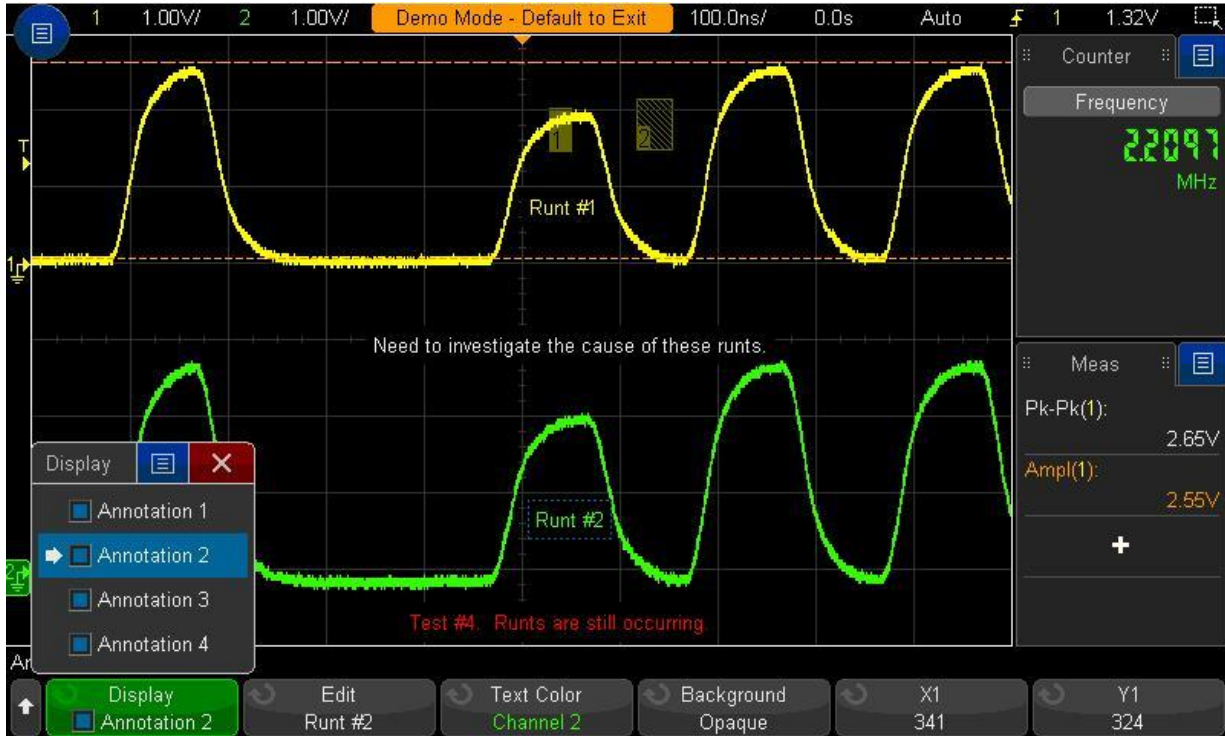 1 1.00V/ 2 1.00V/ Demo Mode - Default to Exit 100.0ns/ 0.0s Auto 1 1.32V
Counter
Frequency
2.2097
MHz
T
1
2
Runt #1
1
Need to investigate the cause of these runts.
Meas
Pk-Pk(1):
2.65V
Ampl(1):
2.55V
+
Runt #2
2
Test #4. Runts are still occurring.
Display
Annotation 1
Annotation 2
Annotation 3
Annotation 4
Display Edit Text Color Background X1 Y1
Annotation 2 Runt #2 Channel 2 Opaque 341 324